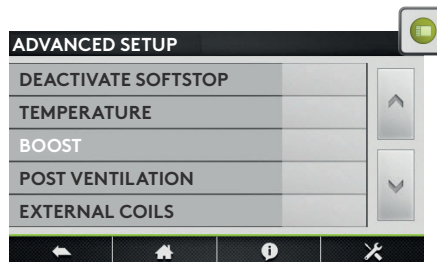 ADVANCED SETUP
DEACTIVATE SOFTSTOP
TEMPERATURE
BOOST
POST VENTILATION
EXTERNAL COILS